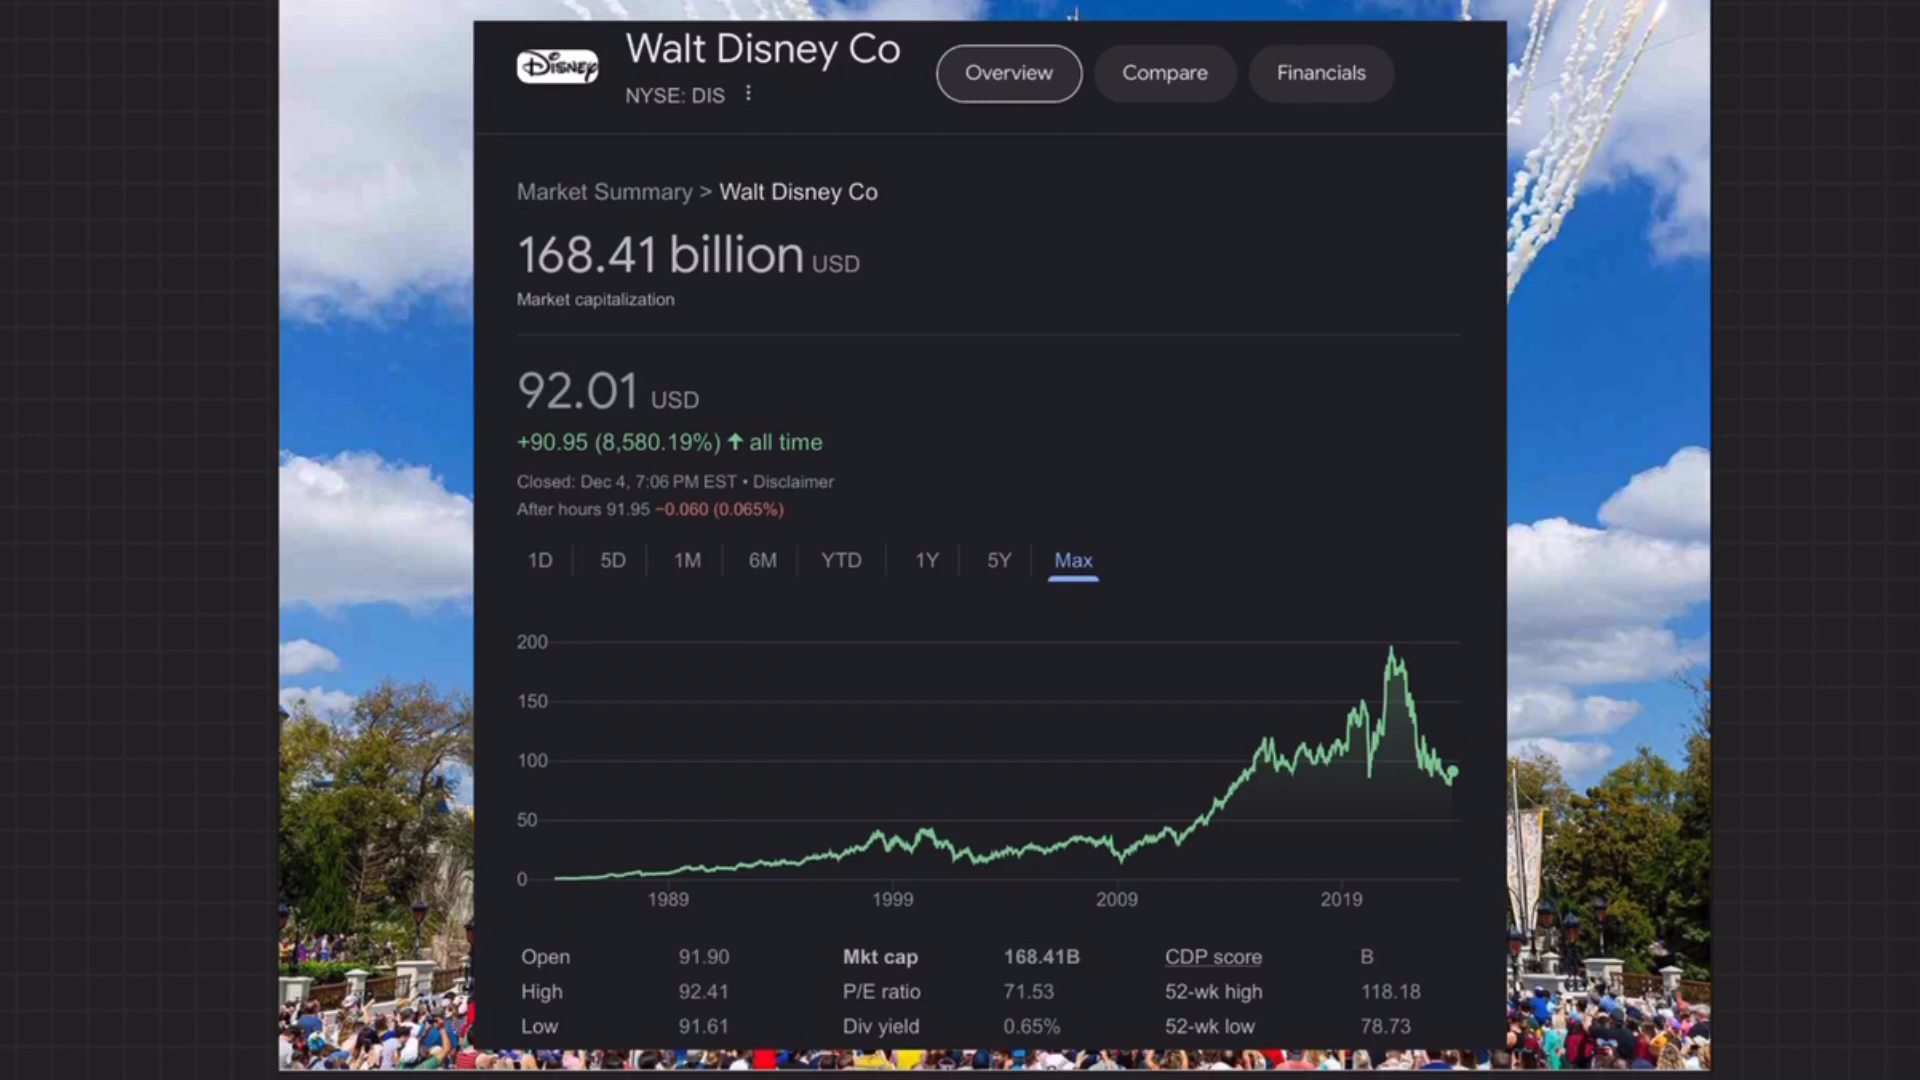 Disney
Walt Disney Co
NYSE: DIS
Overview
Compare
Financials
Market Summary > Walt Disney Co
168.41 billion USD
Market capitalization
92.01 USD
+90.95 (8,580.19%) ↑ all time
Closed: Dec 4, 7:06 PM EST • Disclaimer
After hours 91.95 −0.060 (0.065%)
1D 5D 1M 6M YTD 1Y 5Y Max
200
150
100
50
0
1989 1999 2009 2019
Open 91.90 Mkt cap 168.41B CDP score B
High 92.41 P/E ratio 71.53 52-wk high 118.18
Low 91.61 Div yield 0.65% 52-wk low 78.73